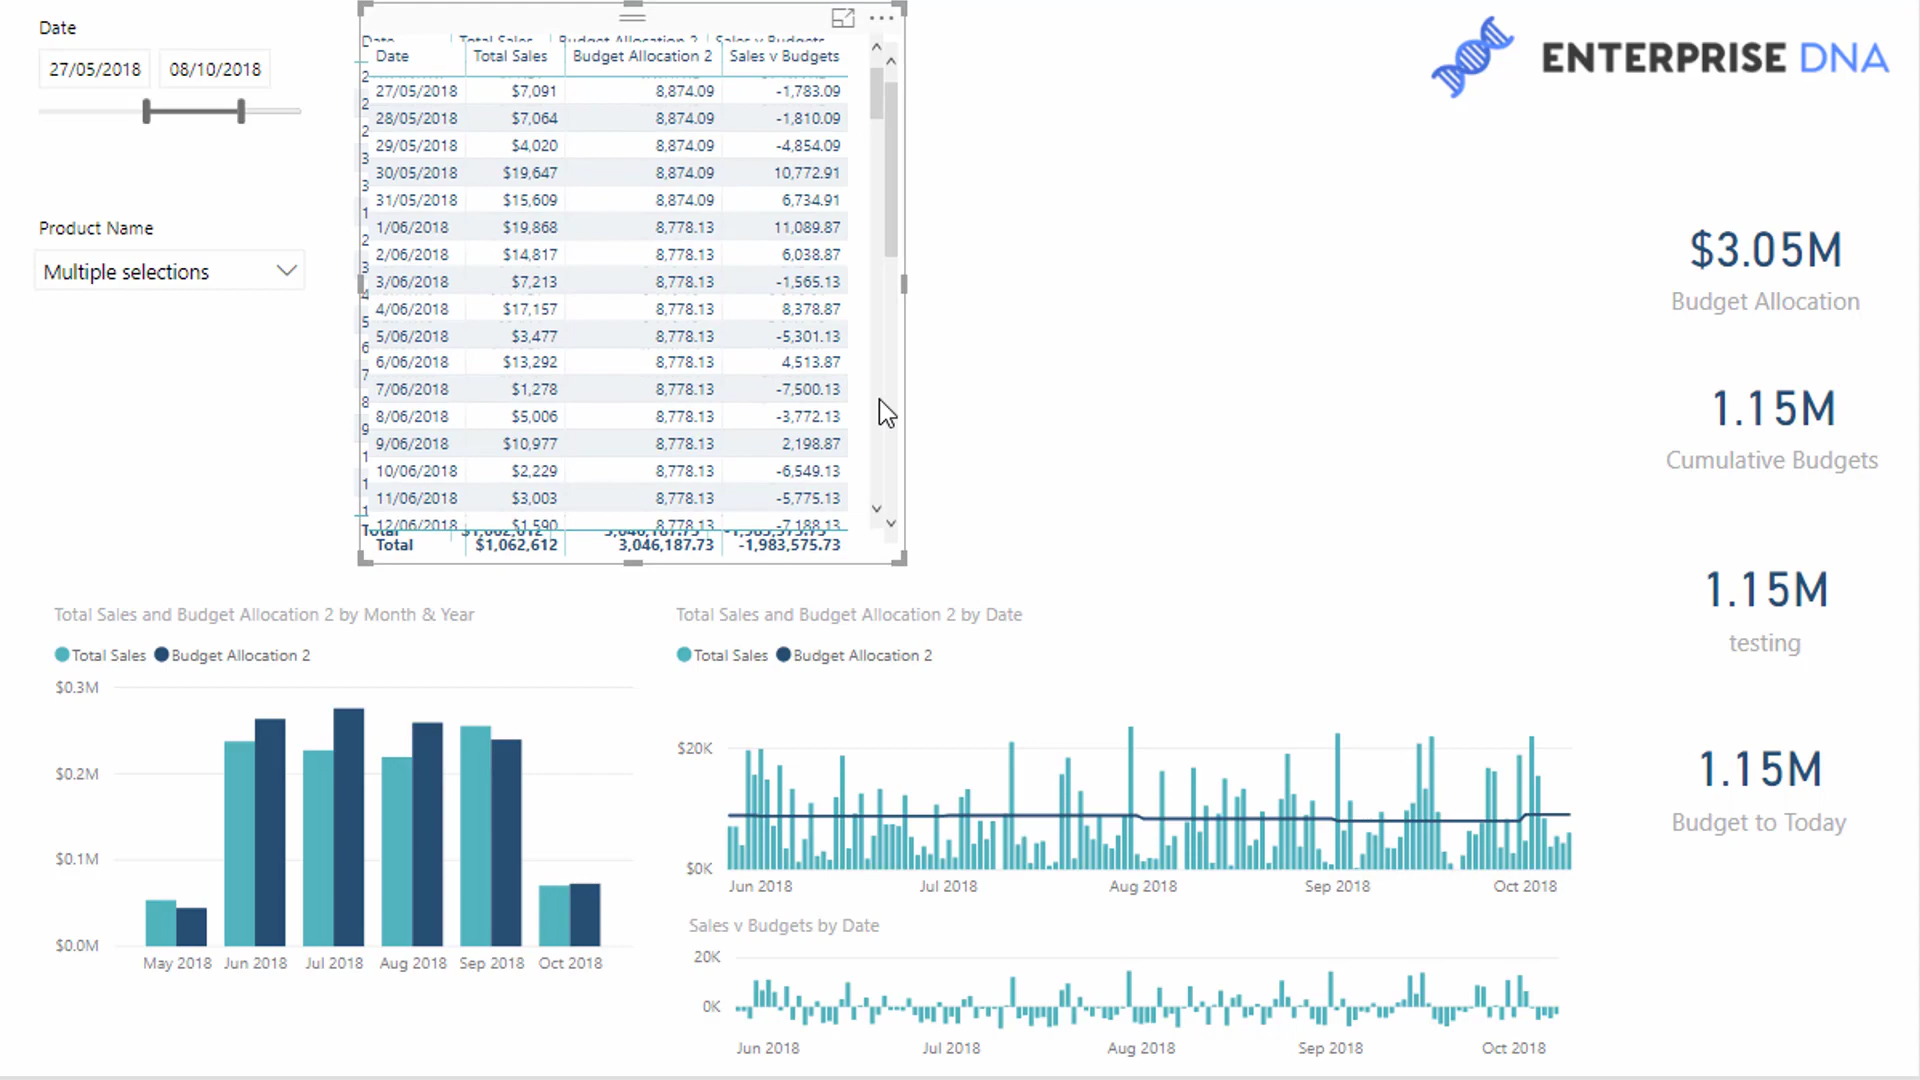 Date
27/05/2018 08/10/2018
Product Name
Multiple selections
Date Total Sales Budget Allocation 2 Sales v Budgets
27/05/2018 $7,091 8,874.09 -1,783.09
28/05/2018 $7,064 8,874.09 -1,810.09
29/05/2018 $4,020 8,874.09 -4,854.09
30/05/2018 $19,647 8,874.09 10,772.91
31/05/2018 $15,609 8,874.09 6,734.91
1/06/2018 $19,868 8,778.13 11,089.87
2/06/2018 $14,817 8,778.13 6,038.87
3/06/2018 $7,213 8,778.13 -1,565.13
4/06/2018 $17,157 8,778.13 8,378.87
5/06/2018 $3,477 8,778.13 -5,301.13
6/06/2018 $13,292 8,778.13 4,513.87
7/06/2018 $1,278 8,778.13 -7,500.13
8/06/2018 $5,006 8,778.13 -3,772.13
9/06/2018 $10,977 8,778.13 2,198.87
10/06/2018 $2,229 8,778.13 -6,549.13
11/06/2018 $3,003 8,778.13 -5,775.13
12/06/2018 $1,590 8,778.13 -7,188.13
Total $1,062,612 3,046,187.73 -1,983,575.73
ENTERPRISE DNA
$3.05M
Budget Allocation
1.15M
Cumulative Budgets
1.15M
testing
1.15M
Budget to Today
Total Sales and Budget Allocation 2 by Month & Year
Total Sales Budget Allocation 2
$0.3M
$0.2M
$0.1M
$0.0M
May 2018 Jun 2018 Jul 2018 Aug 2018 Sep 2018 Oct 2018
Total Sales and Budget Allocation 2 by Date
Total Sales Budget Allocation 2
$20K
$0K
Jun 2018 Jul 2018 Aug 2018 Sep 2018 Oct 2018
Sales v Budgets by Date
20K
0K
Jun 2018 Jul 2018 Aug 2018 Sep 2018 Oct 2018